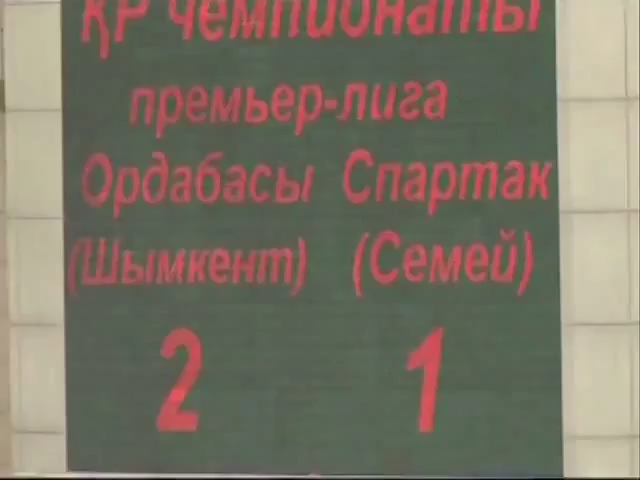 ҚР чемпионаты
премьер-лига
Ордабасы Спартак
(Шымкент) (Семей)
2 1